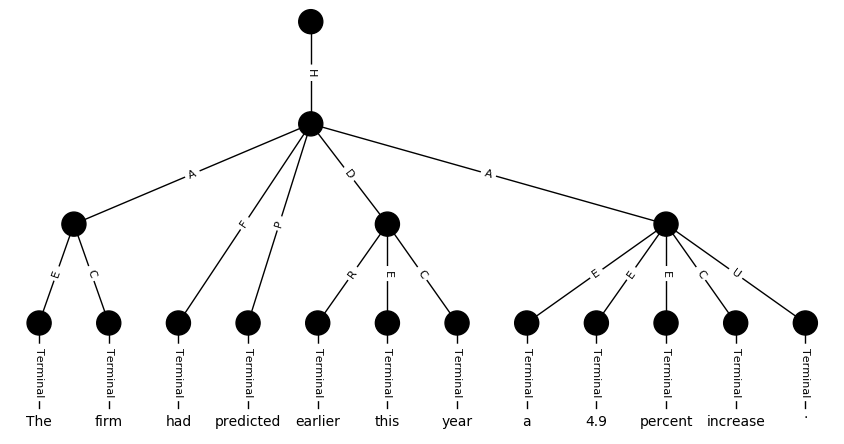 H
A F P D A
E C R E C E E E C U
Terminal Terminal Terminal Terminal Terminal Terminal Terminal Terminal Terminal Terminal Terminal Terminal
The firm had predicted earlier this year a 4.9 percent increase .